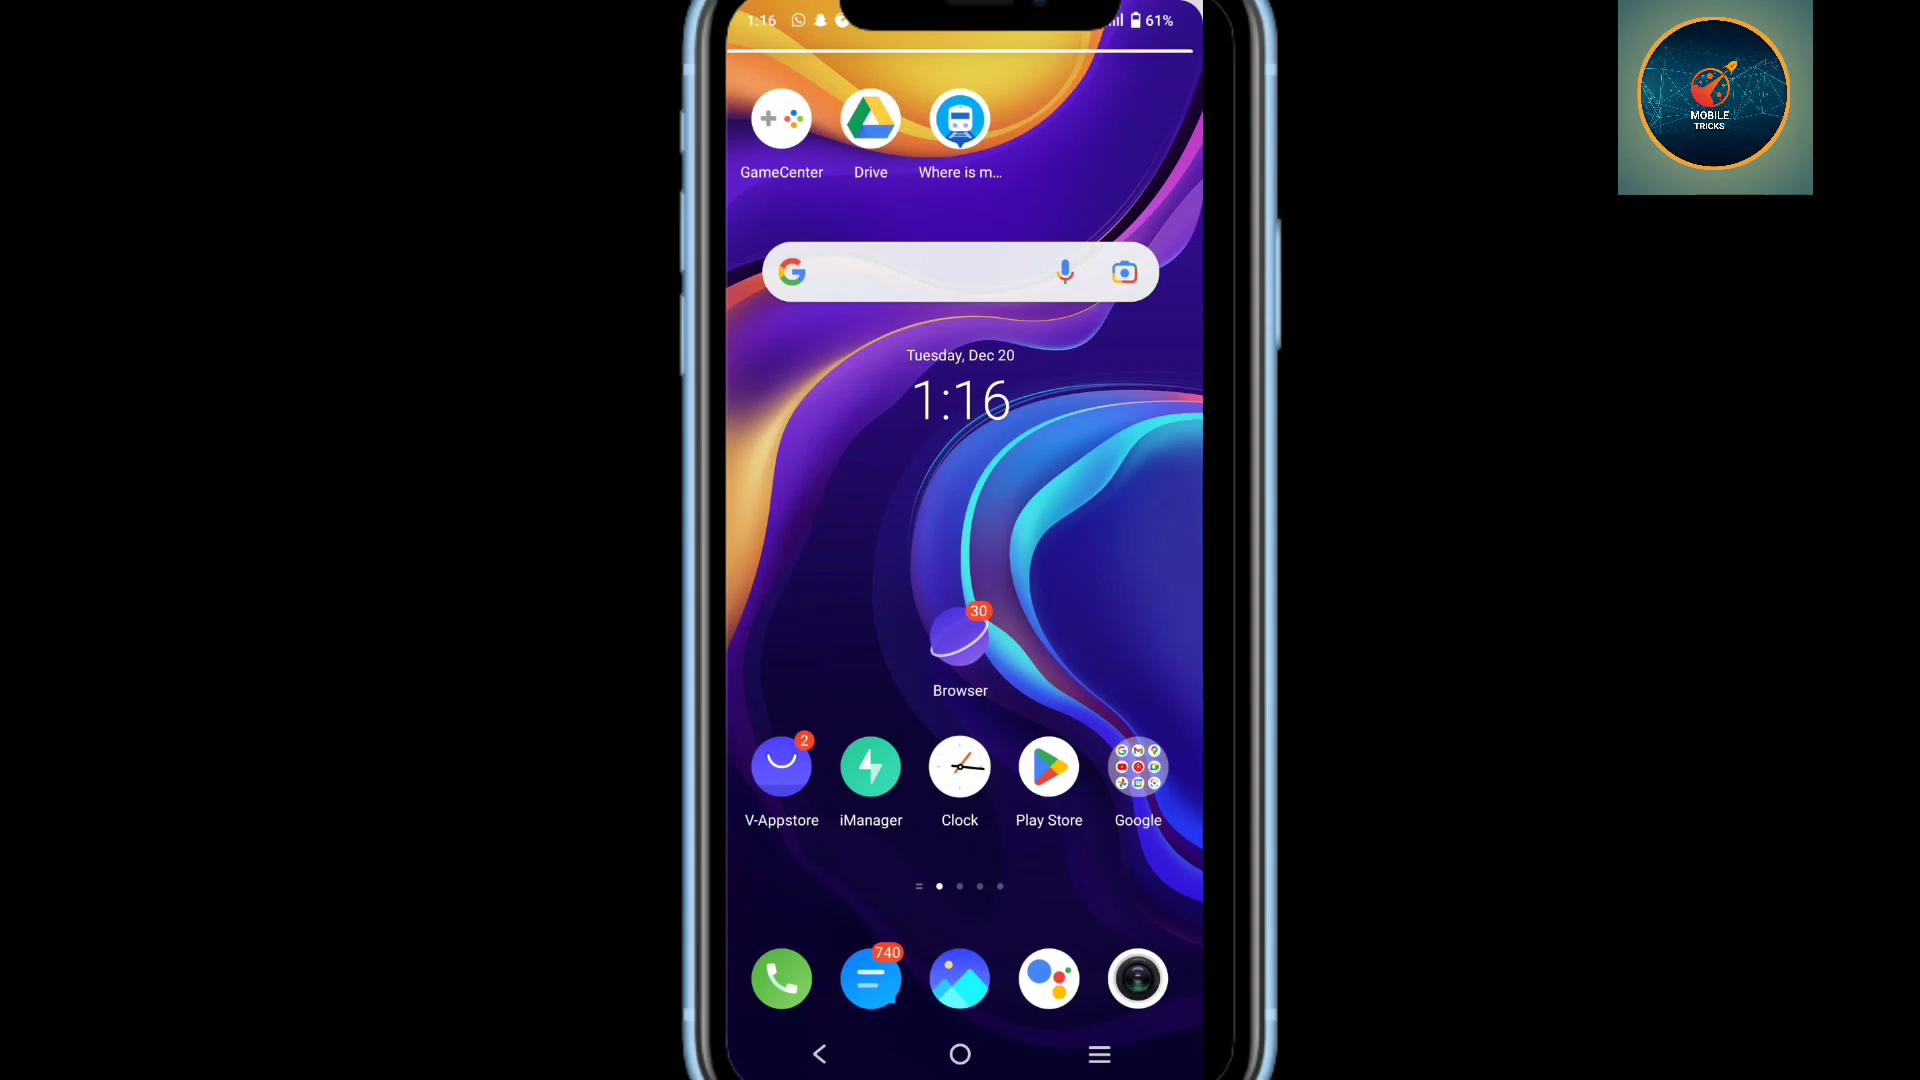 1:16
61%
MOBILE
TRICKS
GameCenter
Drive
Where is m...
Tuesday, Dec 20
1:16
30
Browser
2
V-Appstore
iManager
Clock
Play Store
Google
740